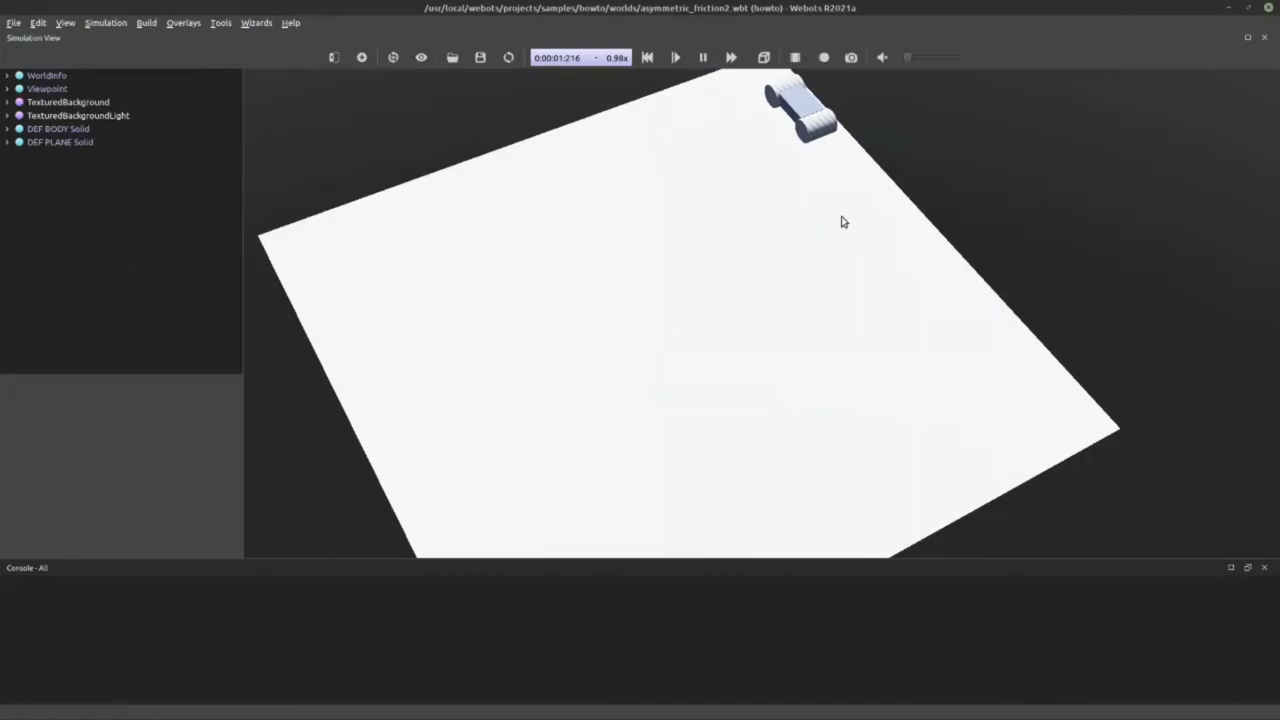 /usr/local/webots/projects/samples/howto/worlds/asymmetric_friction2.wbt (howto) - Webots R2021a
File Edit View Simulation Build Overlays Tools Wizards Help
Simulation View
0:00:01:216 - 0.98x
WorldInfo
Viewpoint
TexturedBackground
TexturedBackgroundLight
DEF BODY Solid
DEF PLANE Solid
Console - All